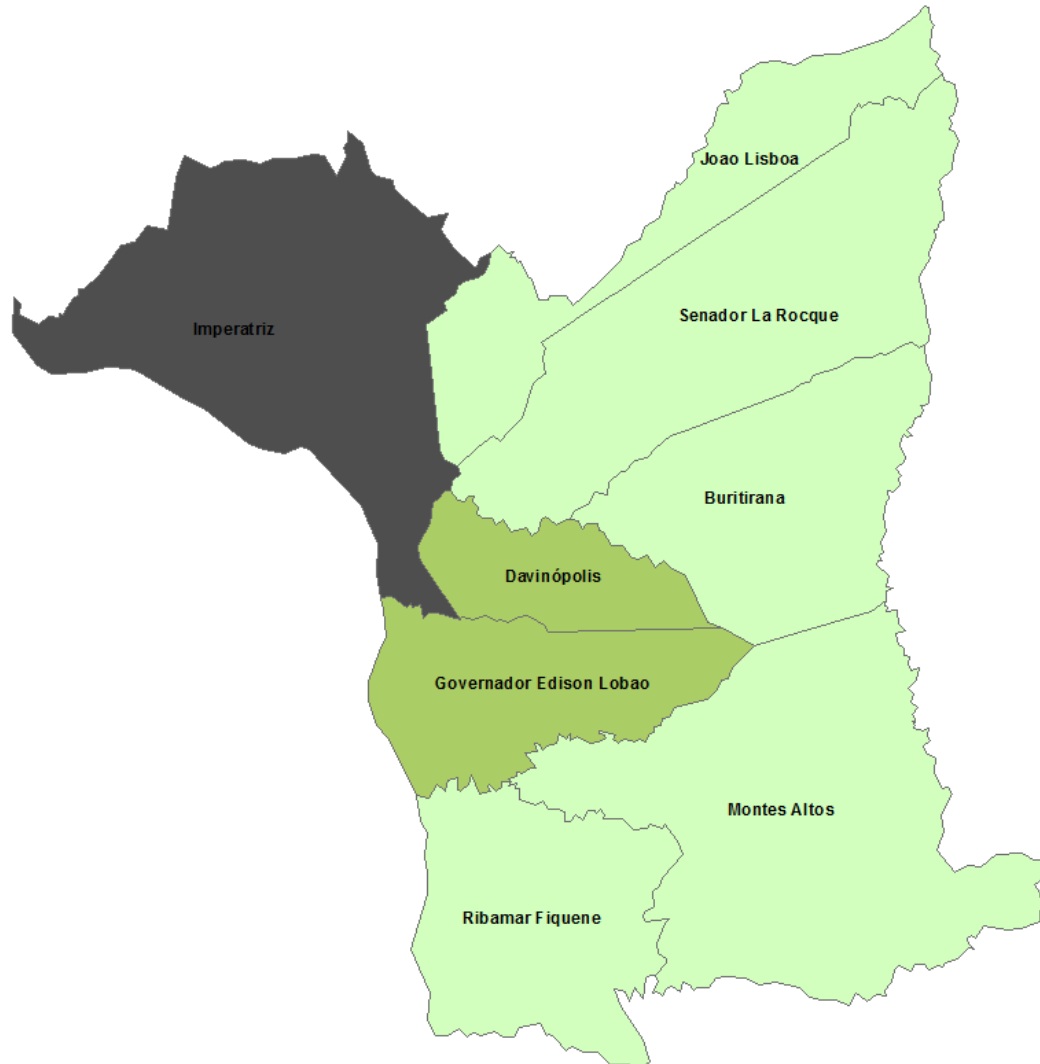 Joao Lisboa
Senador La Rocque
Imperatriz
Buritirana
Davinópolis
Governador Edison Lobao
Montes Altos
Ribamar Fiquene